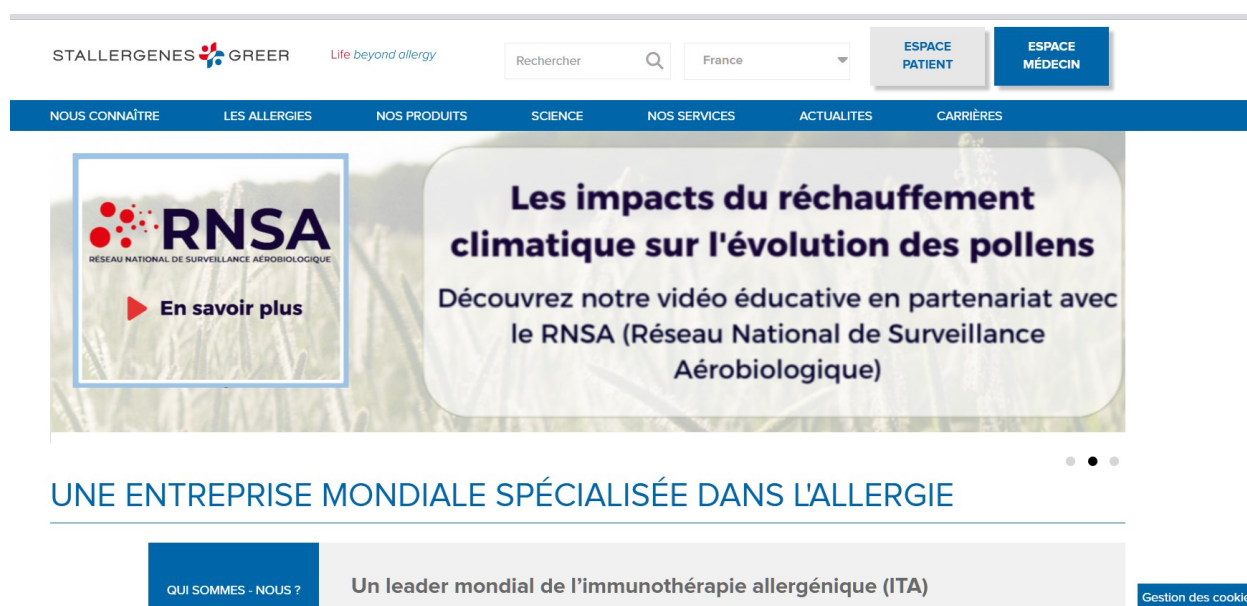 STALLERGENES GREER
Life beyond allergy
Rechercher
France
ESPACE
PATIENT
ESPACE
MÉDECIN
NOUS CONNAÎTRE LES ALLERGIES NOS PRODUITS SCIENCE NOS SERVICES ACTUALITES CARRIÈRES
RNSA
RÉSEAU NATIONAL DE SURVEILLANCE AÉROBIOLOGIQUE
En savoir plus
Les impacts du réchauffement
climatique sur l'évolution des pollens
Découvrez notre vidéo éducative en partenariat avec
le RNSA (Réseau National de Surveillance
Aérobiologique)
UNE ENTREPRISE MONDIALE SPÉCIALISÉE DANS L'ALLERGIE
QUI SOMMES - NOUS ?
Un leader mondial de l'immunothérapie allergénique (ITA)
Gestion des cookie